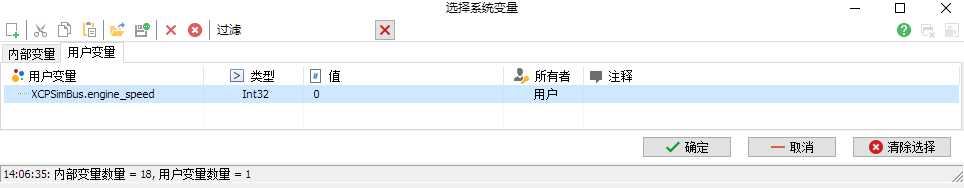 选择系统变量
过滤
内部变量 用户变量
用户变量 类型 值 所有者 注释
XCPSimBus.engine_speed Int32 0 用户
确定 取消 清除选择
14:06:35: 内部变量数量 = 18, 用户变量数量 = 1